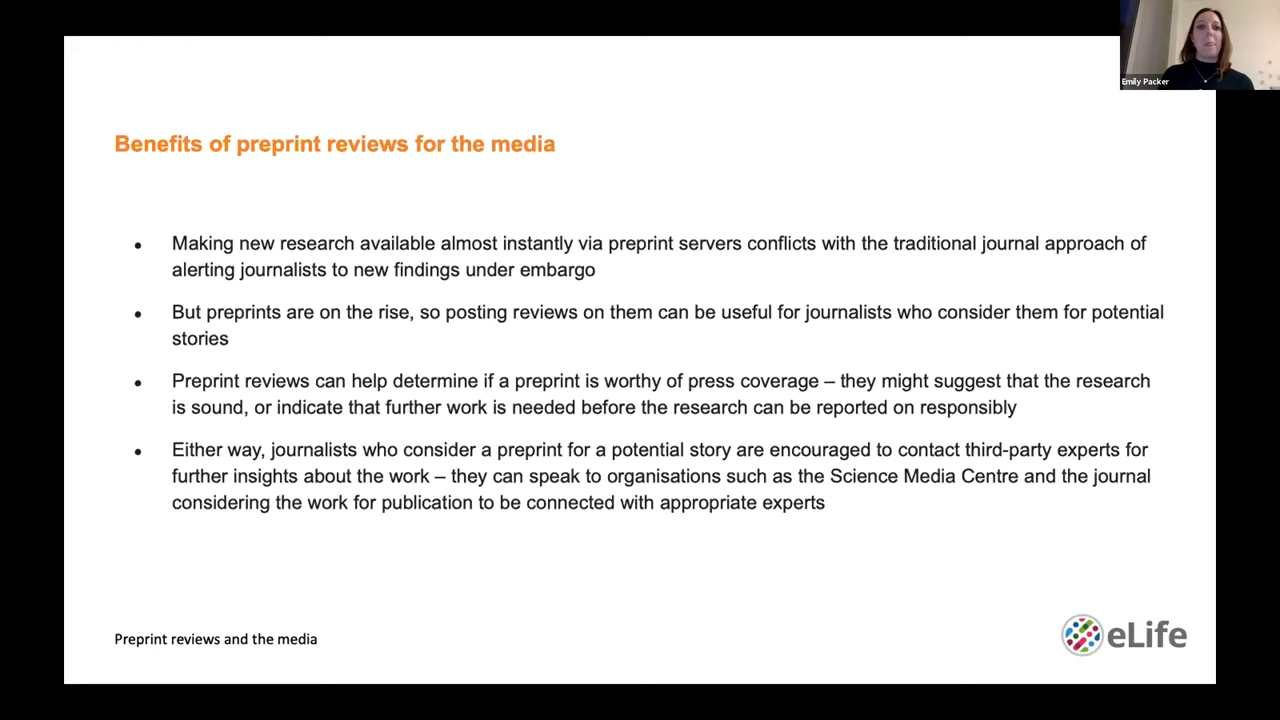 Emily Packer
Benefits of preprint reviews for the media
● Making new research available almost instantly via preprint servers conflicts with the traditional journal approach of
alerting journalists to new findings under embargo
● But preprints are on the rise, so posting reviews on them can be useful for journalists who consider them for potential
stories
● Preprint reviews can help determine if a preprint is worthy of press coverage – they might suggest that the research
is sound, or indicate that further work is needed before the research can be reported on responsibly
● Either way, journalists who consider a preprint for a potential story are encouraged to contact third-party experts for
further insights about the work – they can speak to organisations such as the Science Media Centre and the journal
considering the work for publication to be connected with appropriate experts
Preprint reviews and the media
eLife